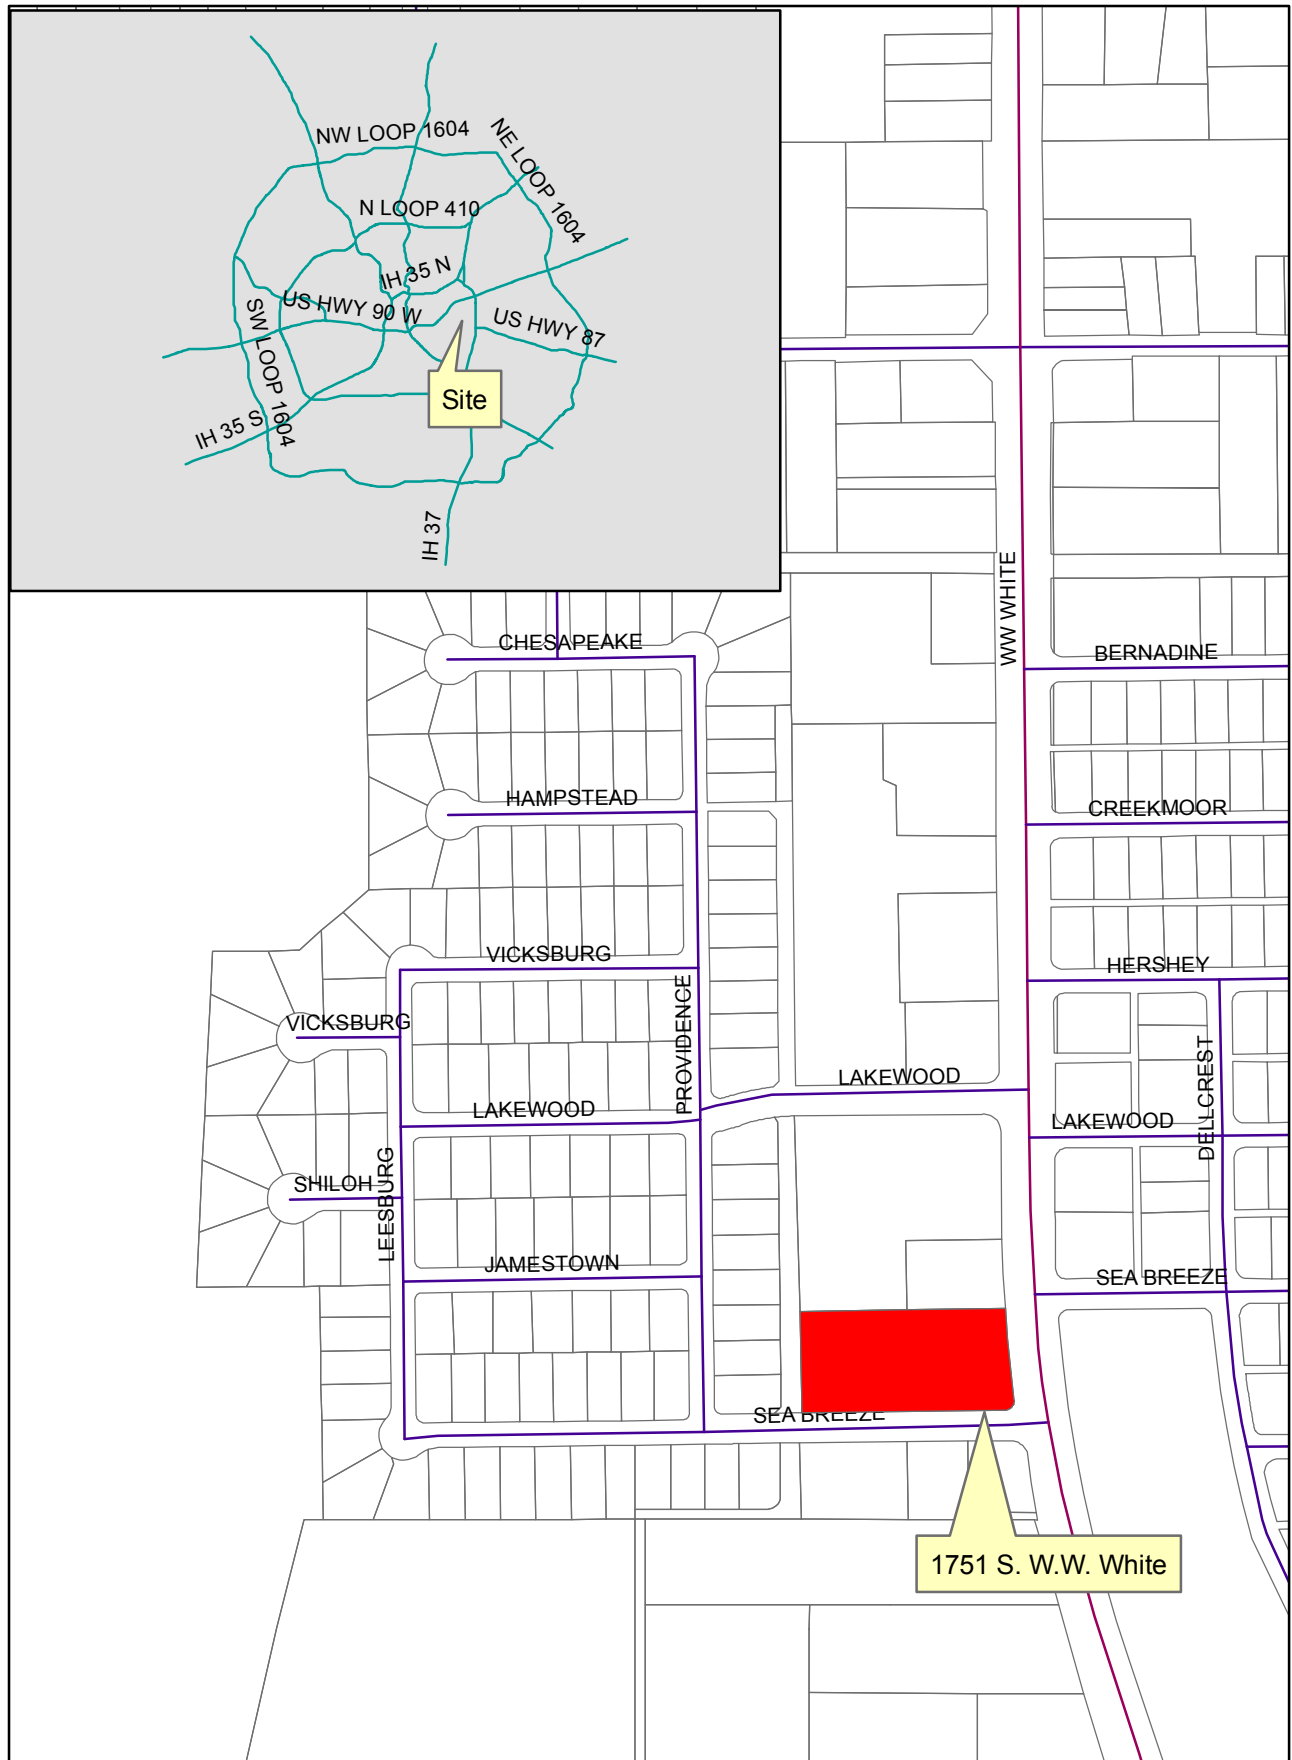 NW LOOP 1604
NE LOOP 1604
N LOOP 410
IH 35 N
US HWY 90 W
US HWY 87
SW LOOP 1604
Site
IH 35 S
IH 37
WW WHITE
CHESAPEAKE
BERNADINE
HAMPSTEAD
CREEKMOOR
VICKSBURG
HERSHEY
VICKSBURG
PROVIDENCE
LAKEWOOD
DELLCREST
LAKEWOOD
LAKEWOOD
SHILOH
LEESBURG
JAMESTOWN
SEA BREEZE
SEA BREEZE
1751 S. W.W. White